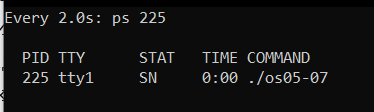 Every 2.0s: ps 225
PID TTY STAT TIME COMMAND
225 tty1 SN 0:00 ./os05-07